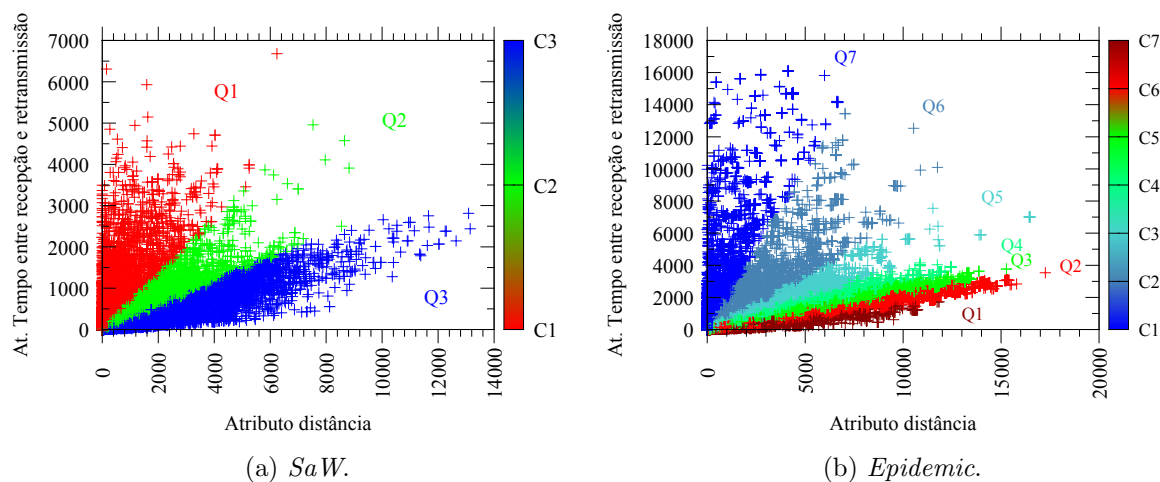 At. Tempo entre recepção e retransmissão
7000
6000
5000
4000
3000
2000
1000
0
Q1
Q2
Q3
C3
C2
C1
0
2000
4000
6000
8000
10000
12000
14000
Atributo distância
(a) SaW.
At. Tempo entre recepção e retransmissão
18000
16000
14000
12000
10000
8000
6000
4000
2000
0
Q7
Q6
Q5
Q4
Q3
Q2
Q1
C7
C6
C5
C4
C3
C2
C1
0
5000
10000
15000
20000
Atributo distância
(b) Epidemic.